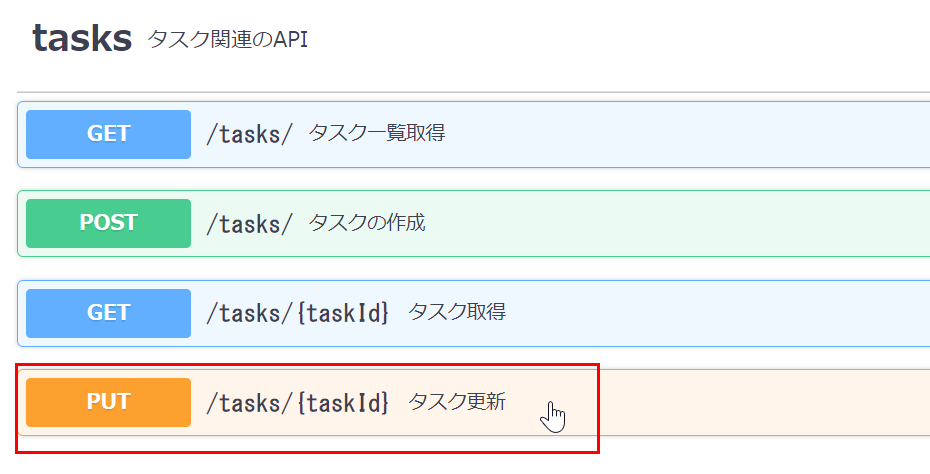 tasks タスク関連のAPI
GET /tasks/ タスク一覧取得
POST /tasks/ タスクの作成
GET /tasks/{taskId} タスク取得
PUT /tasks/{taskId} タスク更新